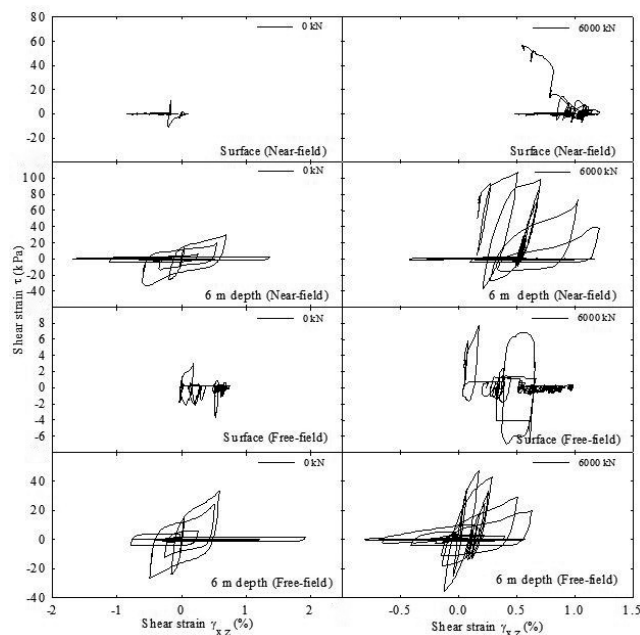 80
60
40
20
0
-20
0 kN
Surface (Near-field)
6000 kN
Surface (Near-field)
100
80
60
40
20
0
-20
-40
0 kN
6 m depth (Near-field)
6000 kN
6 m depth (Near-field)
Shear strain τ (kPa)
8
6
4
2
0
-2
-4
-6
0 kN
Surface (Free-field)
6000 kN
Surface (Free-field)
40
20
0
-20
-40
0 kN
6 m depth (Free-field)
6000 kN
6 m depth (Free-field)
-2 -1 0 1 2
-0.5 0.0 0.5 1.0 1.5
Shear strain γxz (%)
Shear strain γxz (%)